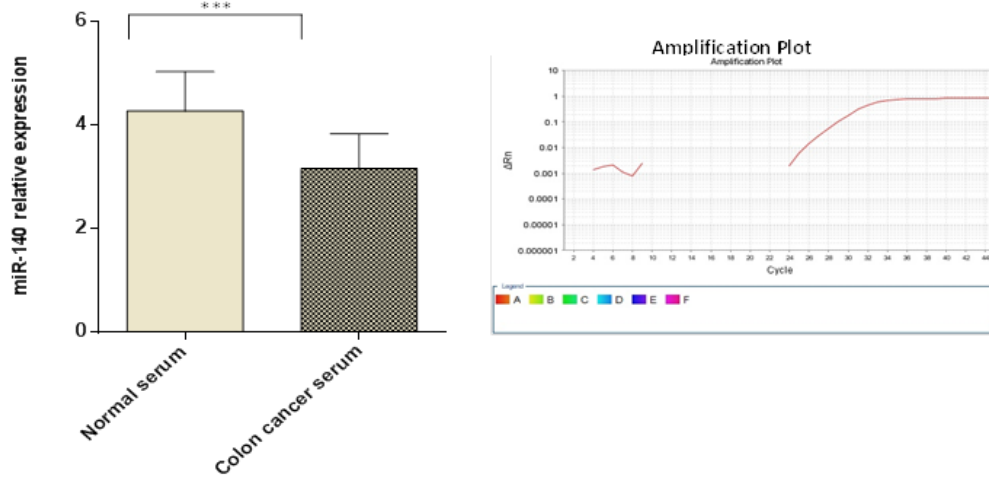 ***
miR-140 relative expression
6
4
2
0
Normal serum
Colon cancer serum
Amplification Plot
Amplification Plot
ΔRn
10
1
0.1
0.01
0.001
0.0001
0.00001
0.000001
2 4 6 8 10 12 14 16 18 20 22 24 26 28 30 32 34 36 38 40 42 44
Cycle
Legend
A B C D E F